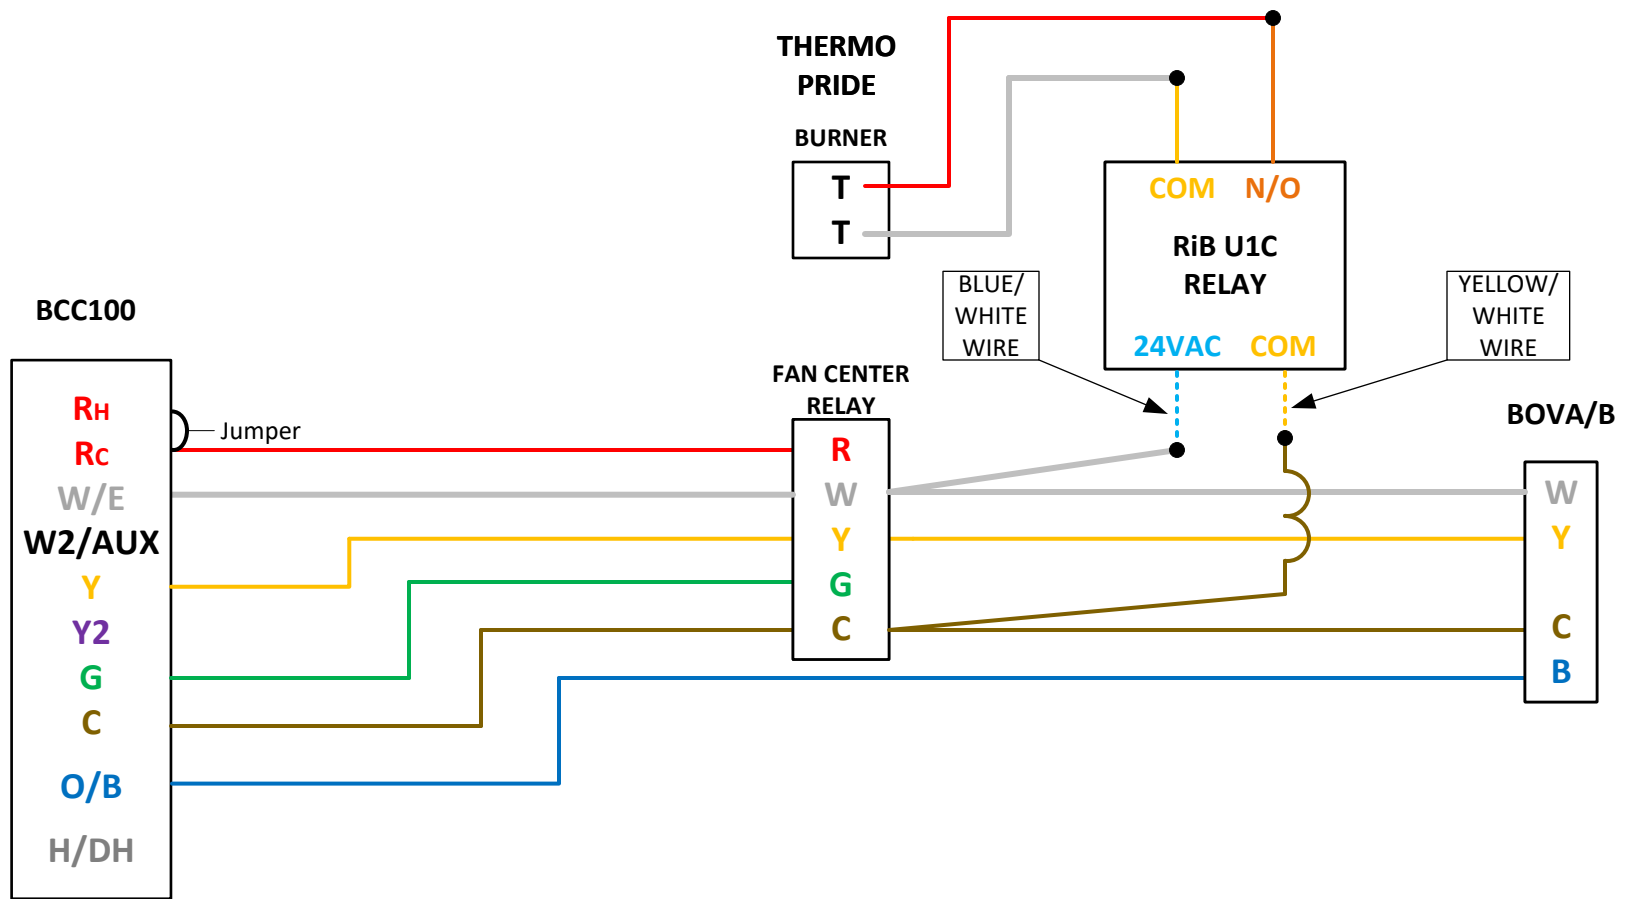 THERMO
PRIDE
BURNER
T
T
COM N/O
RiB U1C
RELAY
24VAC COM
BLUE/
WHITE
WIRE
YELLOW/
WHITE
WIRE
BCC100
RH
RC
W/E
W2/AUX
Y
Y2
G
C
O/B
H/DH
Jumper
FAN CENTER
RELAY
R
W
Y
G
C
BOVA/B
W
Y
C
B